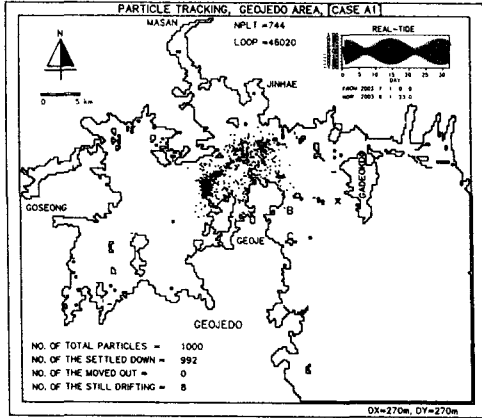 PARTICLE TRACKING, GEOJEDO AREA, [CASE A1]
MASAN
NPLT =744
LOOP =46020
REAL-TIDE
N
0 5 10 15 20 25 30
DAY
0 5 km
JINHAE
GADEOKDO
GOSEONG
X
B
GEOJE
C
GEOJEDO
NO. OF TOTAL PARTICLES = 1000
NO. OF THE SETTLED DOWN = 992
NO. OF THE MOVED OUT = 0
NO. OF THE STILL DRIFTING = 8
DX=270m, DY=270m